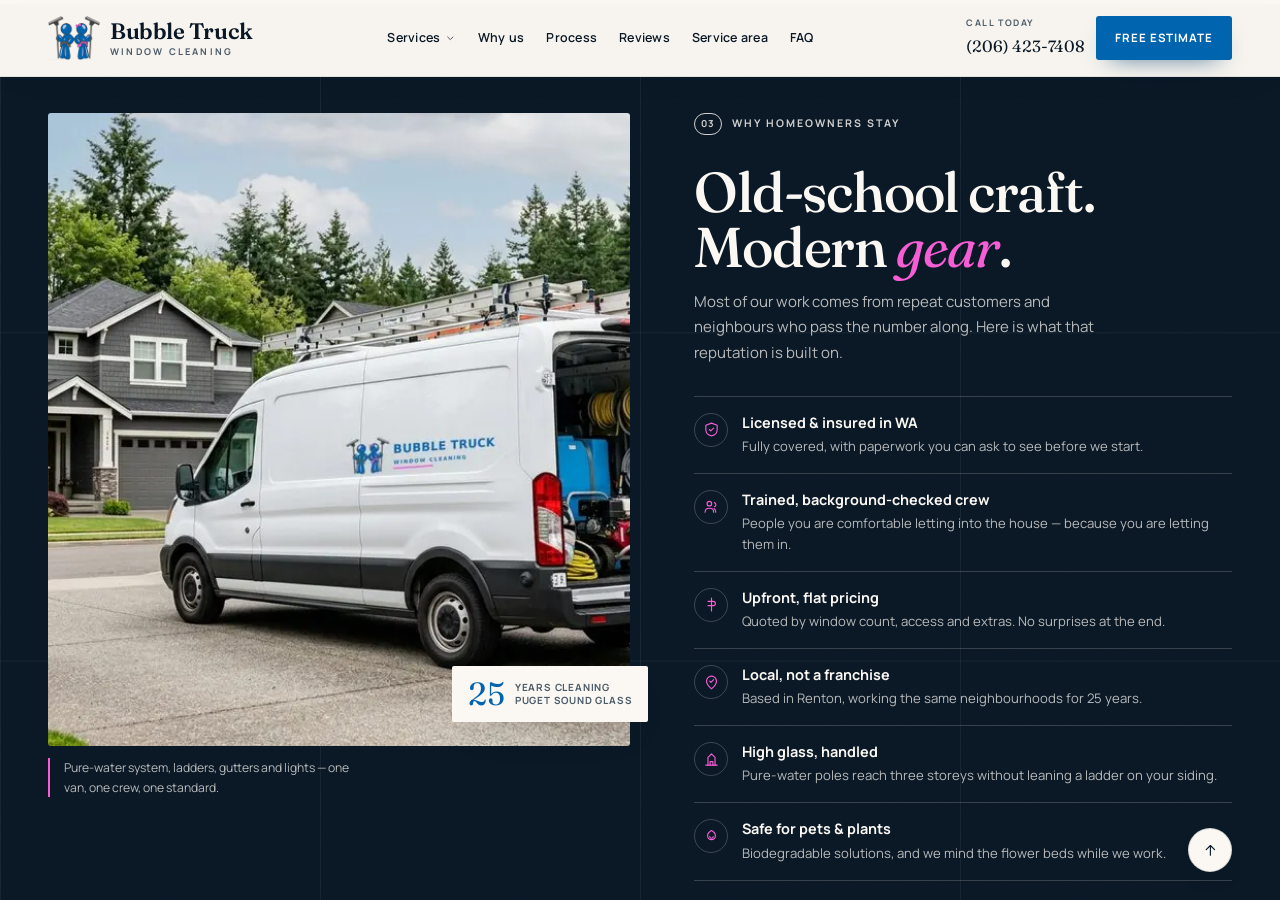 Bubble Truck
WINDOW CLEANING
Services
Why us
Process
Reviews
Service area
FAQ
CALL TODAY
(206) 423-7408
FREE ESTIMATE
BUBBLE TRUCK
WINDOW CLEANING
25
YEARS CLEANING
PUGET SOUND GLASS
Pure-water system, ladders, gutters and lights — one
van, one crew, one standard.
03
WHY HOMEOWNERS STAY
Old-school craft.
Modern gear.
Most of our work comes from repeat customers and
neighbours who pass the number along. Here is what that
reputation is built on.
Licensed & insured in WA
Fully covered, with paperwork you can ask to see before we start.
Trained, background-checked crew
People you are comfortable letting into the house — because you are letting
them in.
Upfront, flat pricing
Quoted by window count, access and extras. No surprises at the end.
Local, not a franchise
Based in Renton, working the same neighbourhoods for 25 years.
High glass, handled
Pure-water poles reach three storeys without leaning a ladder on your siding.
Safe for pets & plants
Biodegradable solutions, and we mind the flower beds while we work.